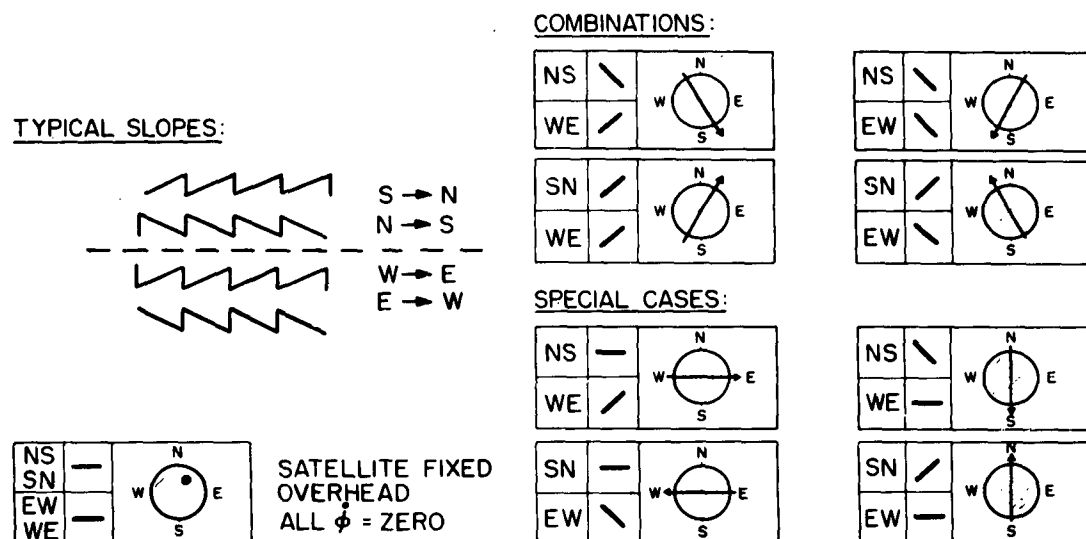 COMBINATIONS:
NS
N
W E
S
WE
NS
N
W E
S
EW
SN
N
W E
S
WE
SN
N
W E
S
EW
TYPICAL SLOPES:
S → N
N → S
W → E
E → W
SPECIAL CASES:
NS
N
W E
S
WE
NS
N
W E
S
WE
SN
N
W E
S
EW
SN
N
W E
S
EW
NS
SN
EW
WE
N
W E
S
SATELLITE FIXED
OVERHEAD
ALL ϕ̇ = ZERO